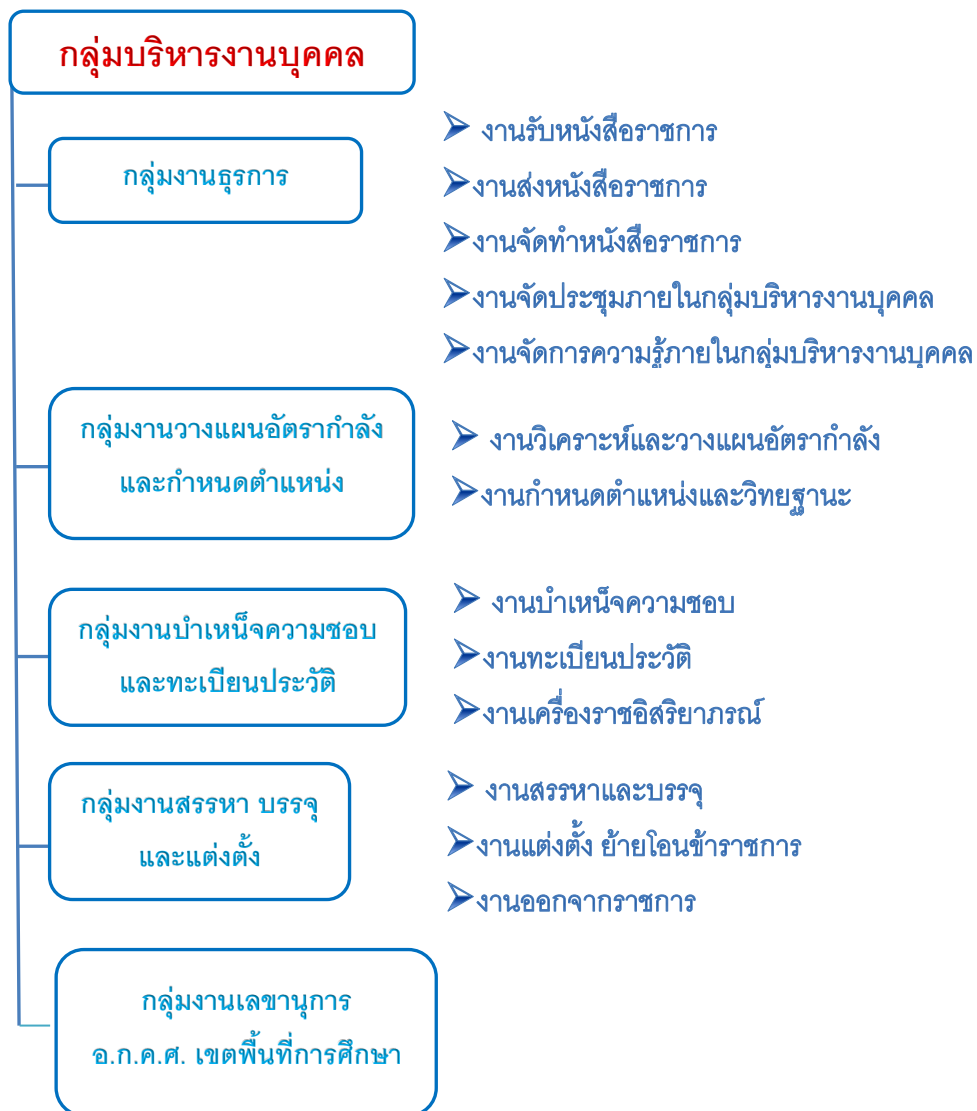 กลุ่มบริหารงานบุคคล
กลุ่มงานธุรการ
งานรับหนังสือราชการ
งานส่งหนังสือราชการ
งานจัดทำหนังสือราชการ
งานจัดประชุมภายในกลุ่มบริหารงานบุคคล
งานจัดการความรู้ภายในกลุ่มบริหารงานบุคคล
กลุ่มงานวางแผนอัตรากำลัง
และกำหนดตำแหน่ง
งานวิเคราะห์และวางแผนอัตรากำลัง
งานกำหนดตำแหน่งและวิทยฐานะ
กลุ่มงานบำเหน็จความชอบ
และทะเบียนประวัติ
งานบำเหน็จความชอบ
งานทะเบียนประวัติ
งานเครื่องราชอิสริยาภรณ์
กลุ่มงานสรรหา บรรจุ
และแต่งตั้ง
งานสรรหาและบรรจุ
งานแต่งตั้ง ย้ายโอนข้าราชการ
งานออกจากราชการ
กลุ่มงานเลขานุการ
อ.ก.ค.ศ. เขตพื้นที่การศึกษา